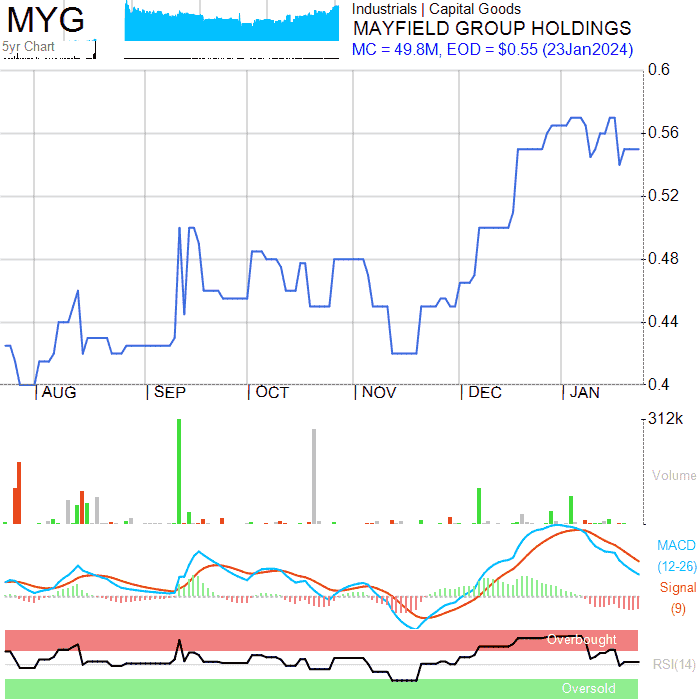 MYG
5yr Chart
Industrials | Capital Goods
MAYFIELD GROUP HOLDINGS
MC = 49.8M, EOD = $0.55 (23Jan2024)
0.6
0.56
0.52
0.48
0.44
0.4
AUG SEP OCT NOV DEC JAN
312k
Volume
MACD
(12-26)
Signal
(9)
Overbought
RSI(14)
Oversold